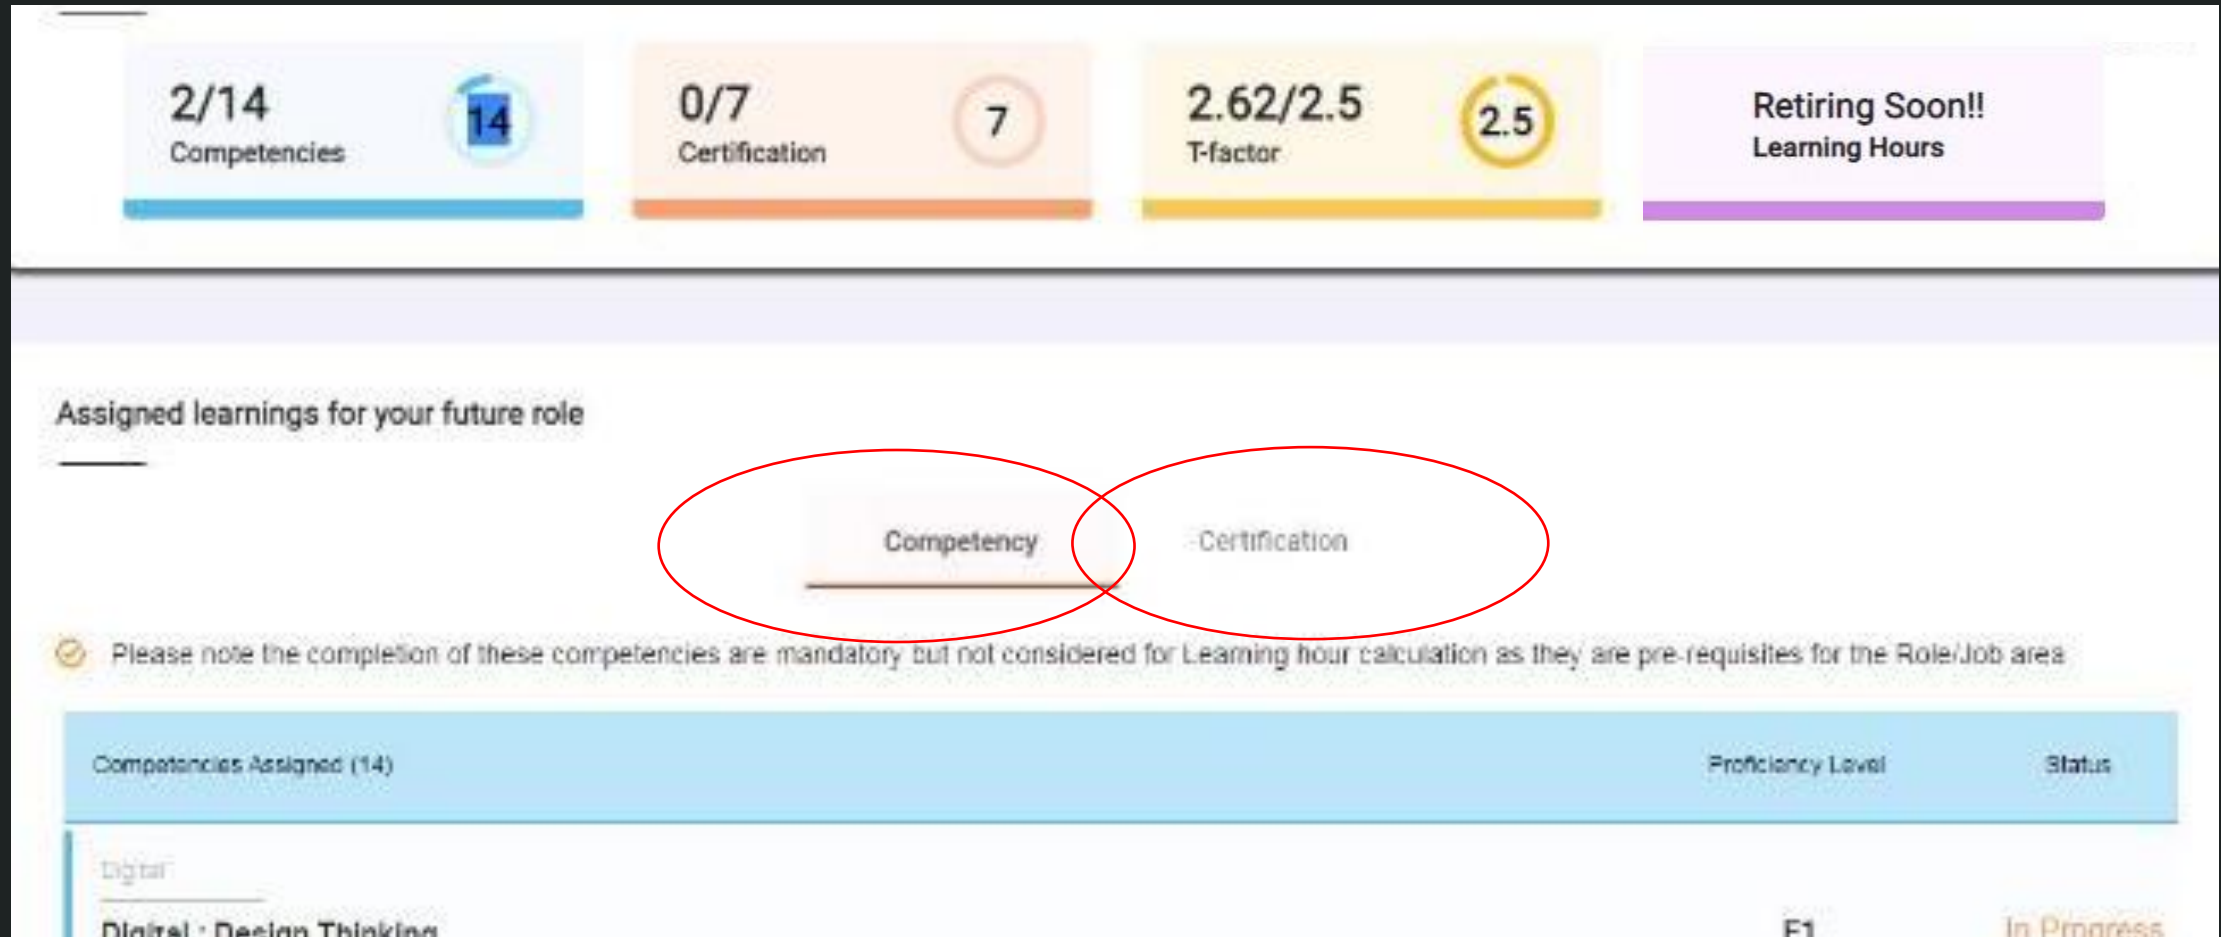 2/14
Competencies
14
0/7
Certification
7
2.62/2.5
T-factor
2.5
Retiring Soon!!
Learning Hours
Assigned learnings for your future role
Competency
Certification
Please note the completion of these competencies are mandatory but not considered for Learning hour calculation as they are pre-requisites for the Role/Job area
Competencies Assigned (14)
Proficiency Level
Status
Digital
Digital : Design Thinking
E1
In Progress